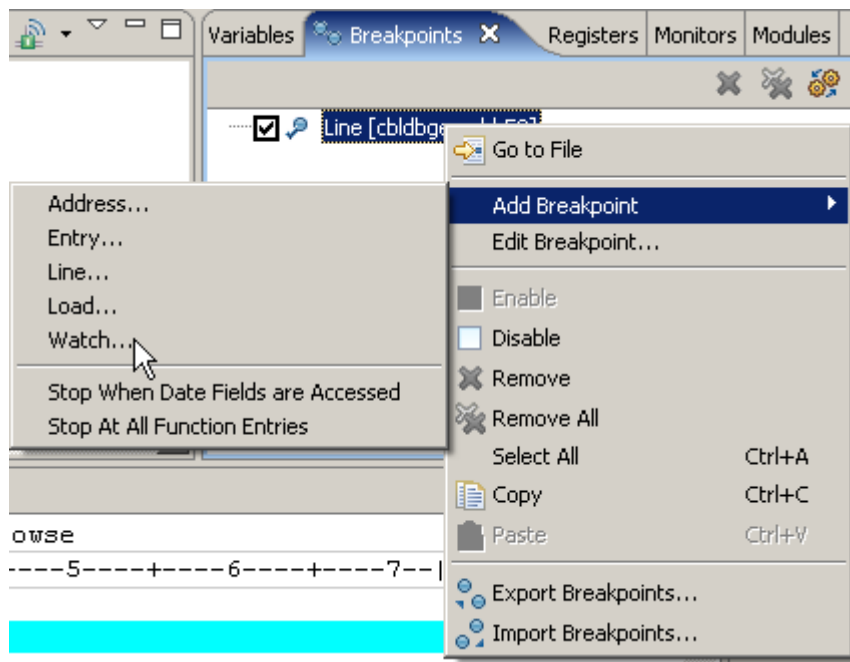 Variables Breakpoints Registers Monitors Modules
Line [cbldbge
Go to File
Add Breakpoint
Edit Breakpoint...
Enable
Disable
Remove
Remove All
Select All Ctrl+A
Copy Ctrl+C
Paste Ctrl+V
Export Breakpoints...
Import Breakpoints...
Address...
Entry...
Line...
Load...
Watch...
Stop When Date Fields are Accessed
Stop At All Function Entries
owse
----5----+----6----+----7--|